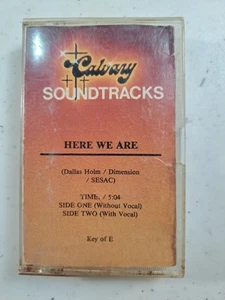 Calvary
SOUNDTRACKS
HERE WE ARE
(Dallas Holm / Dimension
/ SESAC)
TIME: / 5:04
SIDE ONE (Without Vocal)
SIDE TWO (With Vocal)
Key of E